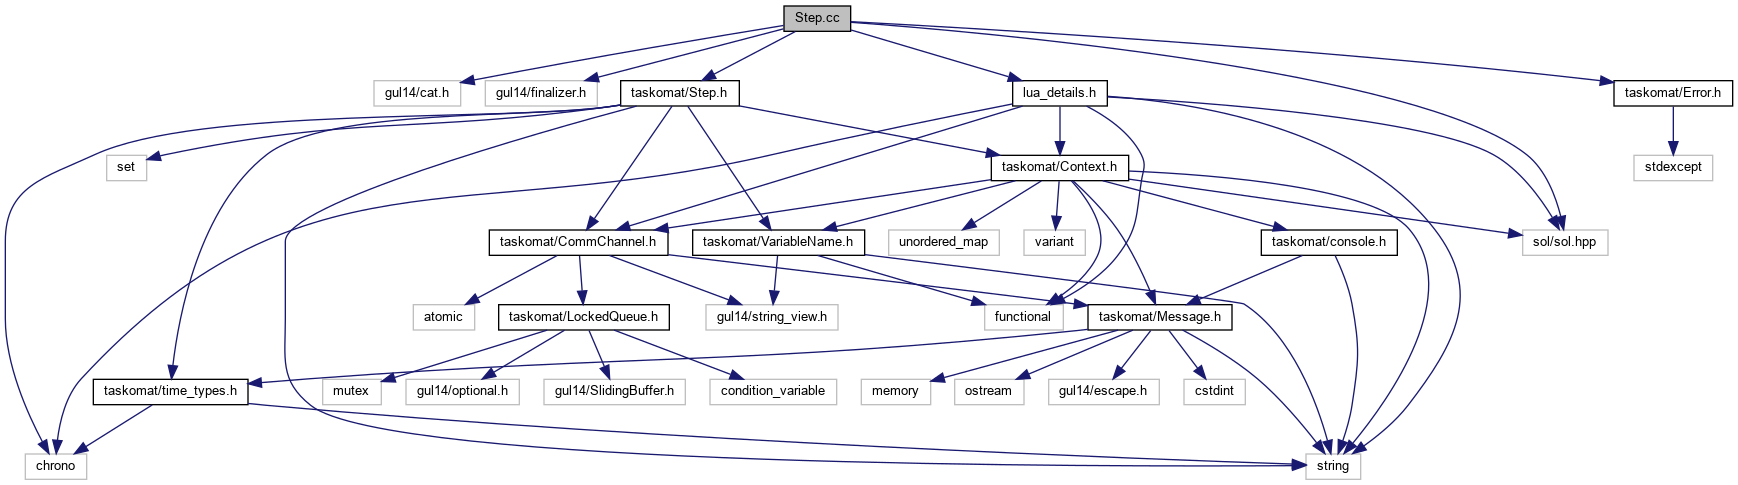 Step.cc
gul14/cat.h
gul14/finalizer.h
taskomat/Step.h
lua_details.h
taskomat/Error.h
set
taskomat/Context.h
stdexcept
taskomat/CommChannel.h
taskomat/VariableName.h
unordered_map
variant
taskomat/console.h
sol/sol.hpp
atomic
taskomat/LockedQueue.h
gul14/string_view.h
functional
taskomat/Message.h
taskomat/time_types.h
mutex
gul14/optional.h
gul14/SlidingBuffer.h
condition_variable
memory
ostream
gul14/escape.h
cstdint
chrono
string